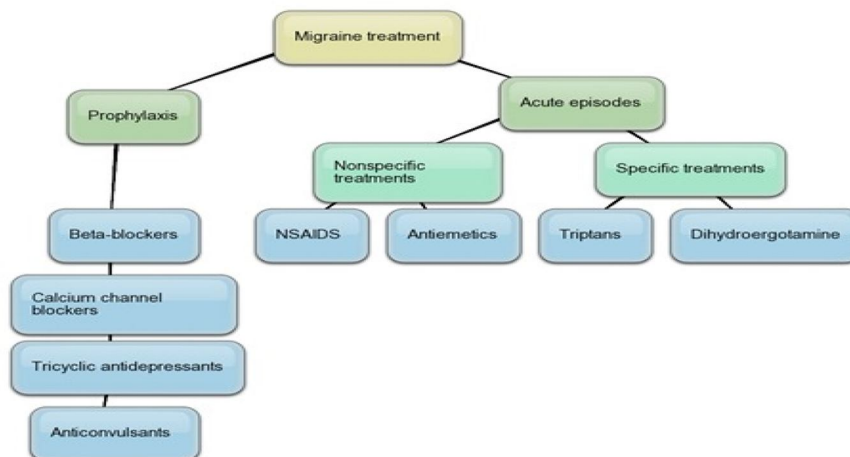 Migraine treatment
Prophylaxis
Acute episodes
Nonspecific
treatments
Specific treatments
Beta-blockers
NSAIDS
Antiemetics
Triptans
Dihydroergotamine
Calcium channel
blockers
Tricyclic antidepressants
Anticonvulsants